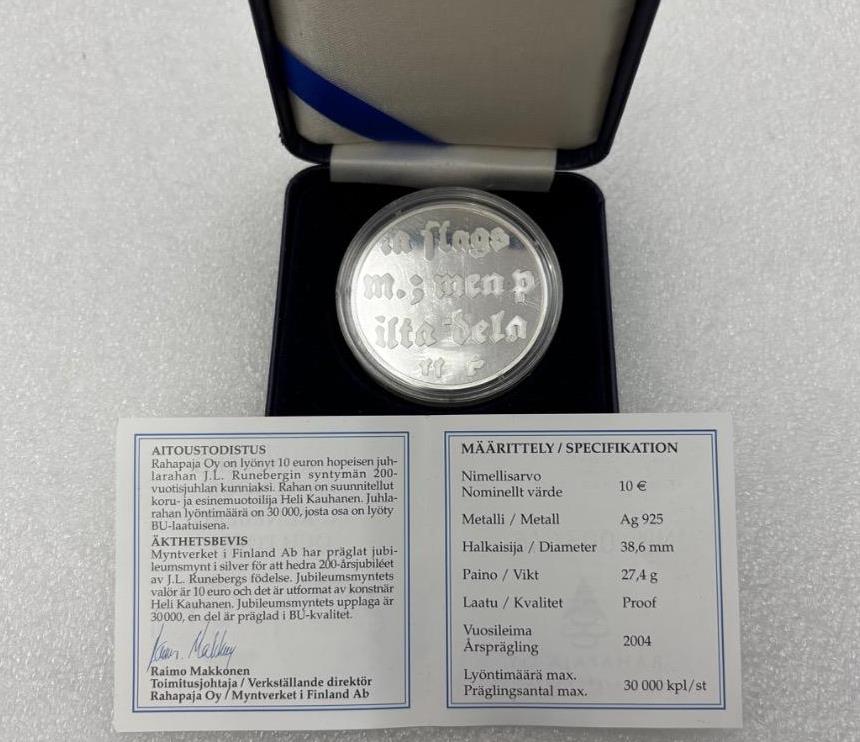 ra flags
m.; men p
ilta dela
AITOUSTODISTUS
Rahapaja Oy on lyönyt 10 euron hopeisen juh-
larahan J.L. Runebergin syntymän 200-
vuotisjuhlan kunniaksi. Rahan on suunnitellut
koru- ja esinemuotoilija Heli Kauhanen. Juhla-
rahan lyöntimäärä on 30 000, josta osa on lyöty
BU-laatuisena.
ÄKTHETSBEVIS
Myntverket i Finland Ab har präglat jubi-
leumsmynt i silver för att hedra 200-årsjubiléet
av J.L. Runebergs födelse. Jubileumsmyntets
valör är 10 euro och det är utformat av konstnär
Heli Kauhanen. Jubileumsmyntets upplaga är
30000, en del är präglad i BU-kvalitet.
Raimo Makkonen
Toimitusjohtaja / Verkställande direktör
Rahapaja Oy / Myntverket i Finland Ab
MÄÄRITTELY / SPECIFIKATION
Nimellisarvo
Nominellt värde 10 €
Metalli / Metall Ag 925
Halkaisija / Diameter 38,6 mm
Paino / Vikt 27,4 g
Laatu / Kvalitet Proof
Vuosileima
Årsprägling 2004
Lyöntimäärä max.
Präglingsantal max. 30 000 kpl/st